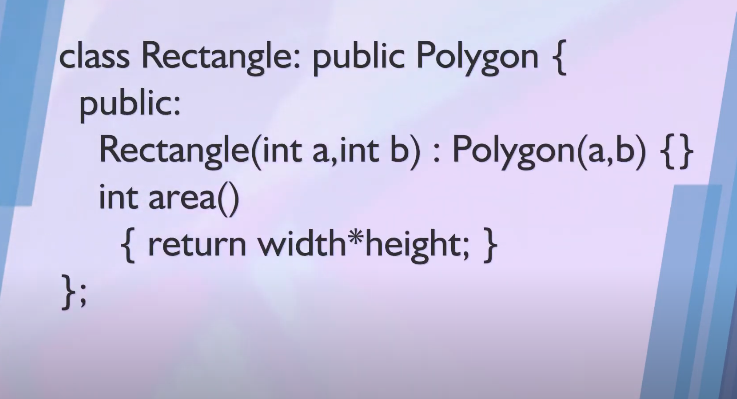 class Rectangle: public Polygon {
public:
Rectangle(int a,int b) : Polygon(a,b) {}
int area()
{ return width*height; }
};